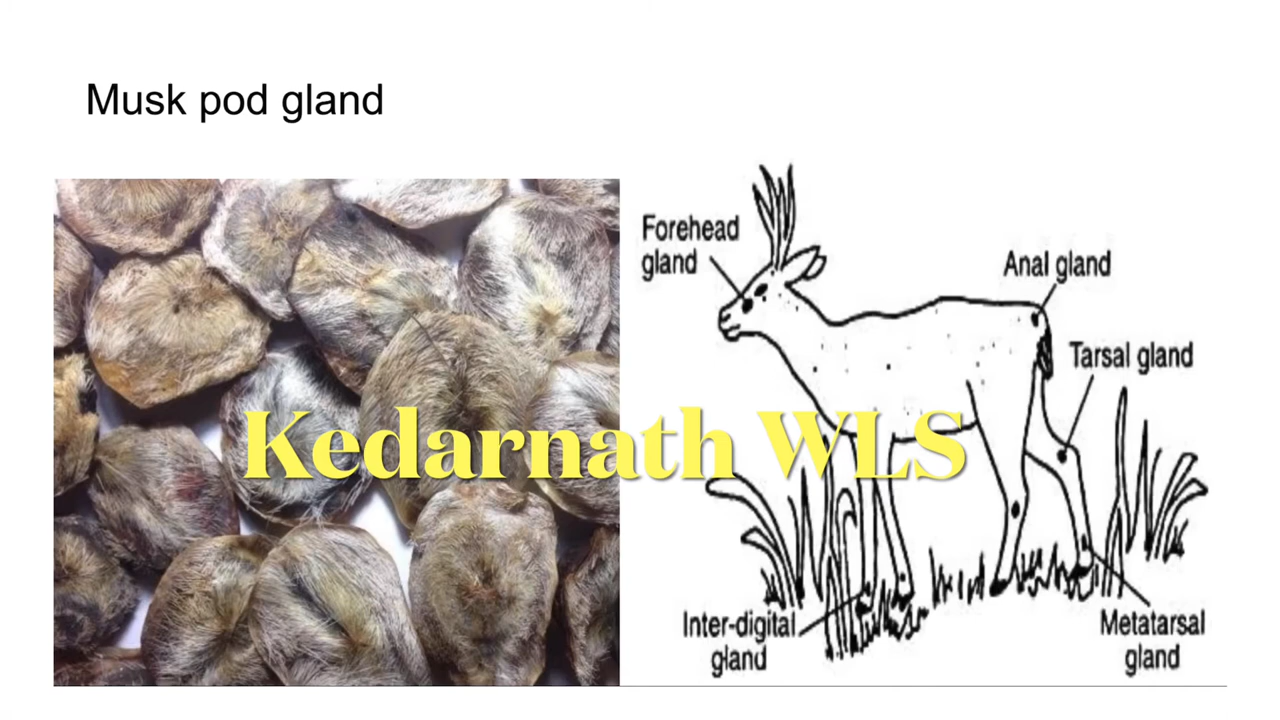 Musk pod gland
Forehead
gland
Anal gland
Tarsal gland
Kedarnath WLS
Inter-digital
gland
Metatarsal
gland